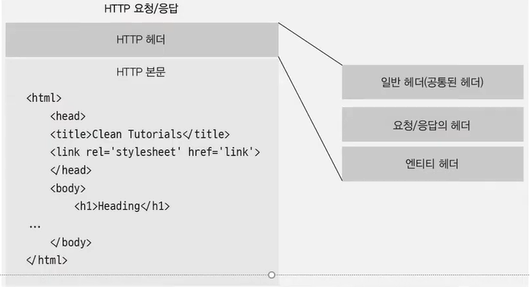 HTTP 요청/응답
HTTP 헤더
HTTP 본문
<html>
<head>
<title>Clean Tutorials</title>
<link rel='stylesheet' href='link'>
</head>
<body>
<h1>Heading</h1>
...
</body>
</html>
일반 헤더(공통된 헤더)
요청/응답의 헤더
엔티티 헤더